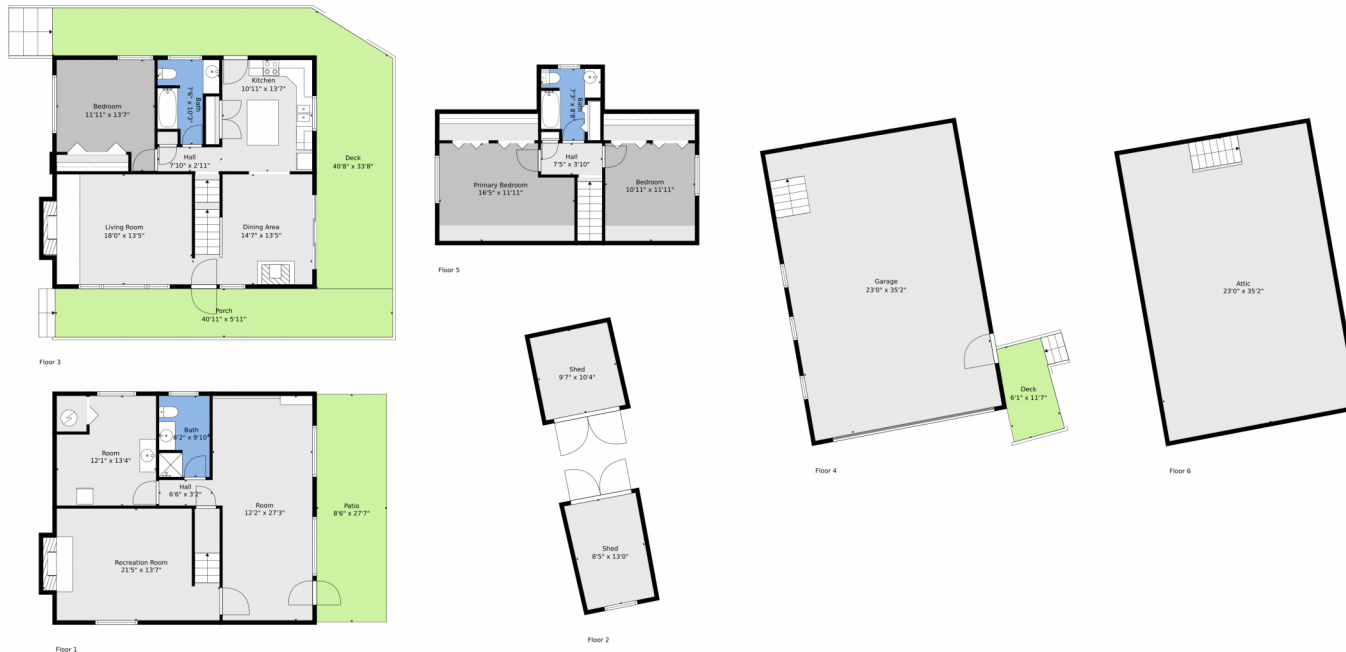 Bedroom
11'11" x 13'7"
Bath
7'6" x 10'3"
Kitchen
10'11" x 13'7"
Hall
7'10" x 2'11"
Deck
40'8" x 33'8"
Living Room
18'0" x 13'5"
Dining Area
14'7" x 13'5"
Porch
40'11" x 5'11"
Floor 3
Bath
7'3" x 8'8"
Hall
7'5" x 3'10"
Primary Bedroom
16'5" x 11'11"
Bedroom
10'11" x 11'11"
Floor 5
Garage
23'0" x 35'2"
Deck
6'1" x 11'7"
Floor 4
Attic
23'0" x 35'2"
Floor 6
Room
12'1" x 13'4"
Bath
6'2" x 9'10"
Hall
6'6" x 3'2"
Room
12'2" x 27'3"
Patio
8'6" x 27'7"
Recreation Room
21'5" x 13'7"
Floor 1
Shed
9'7" x 10'4"
Shed
8'5" x 13'0"
Floor 2